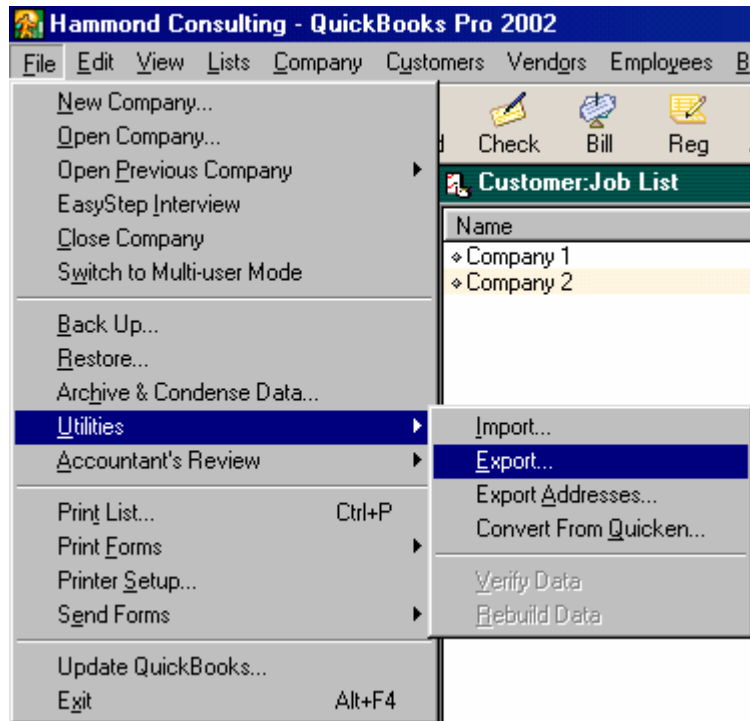 Hammond Consulting - QuickBooks Pro 2002
File Edit View Lists Company Customers Vendors Employees B
New Company...
Open Company...
Open Previous Company
EasyStep Interview
Close Company
Switch to Multi-user Mode
Back Up...
Restore...
Archive & Condense Data...
Utilities
Accountant's Review
Print List... Ctrl+P
Print Forms
Printer Setup...
Send Forms
Update QuickBooks...
Exit Alt+F4
Check Bill Reg
Customer:Job List
Name
Company 1
Company 2
Import...
Export...
Export Addresses...
Convert From Quicken...
Verify Data
Rebuild Data